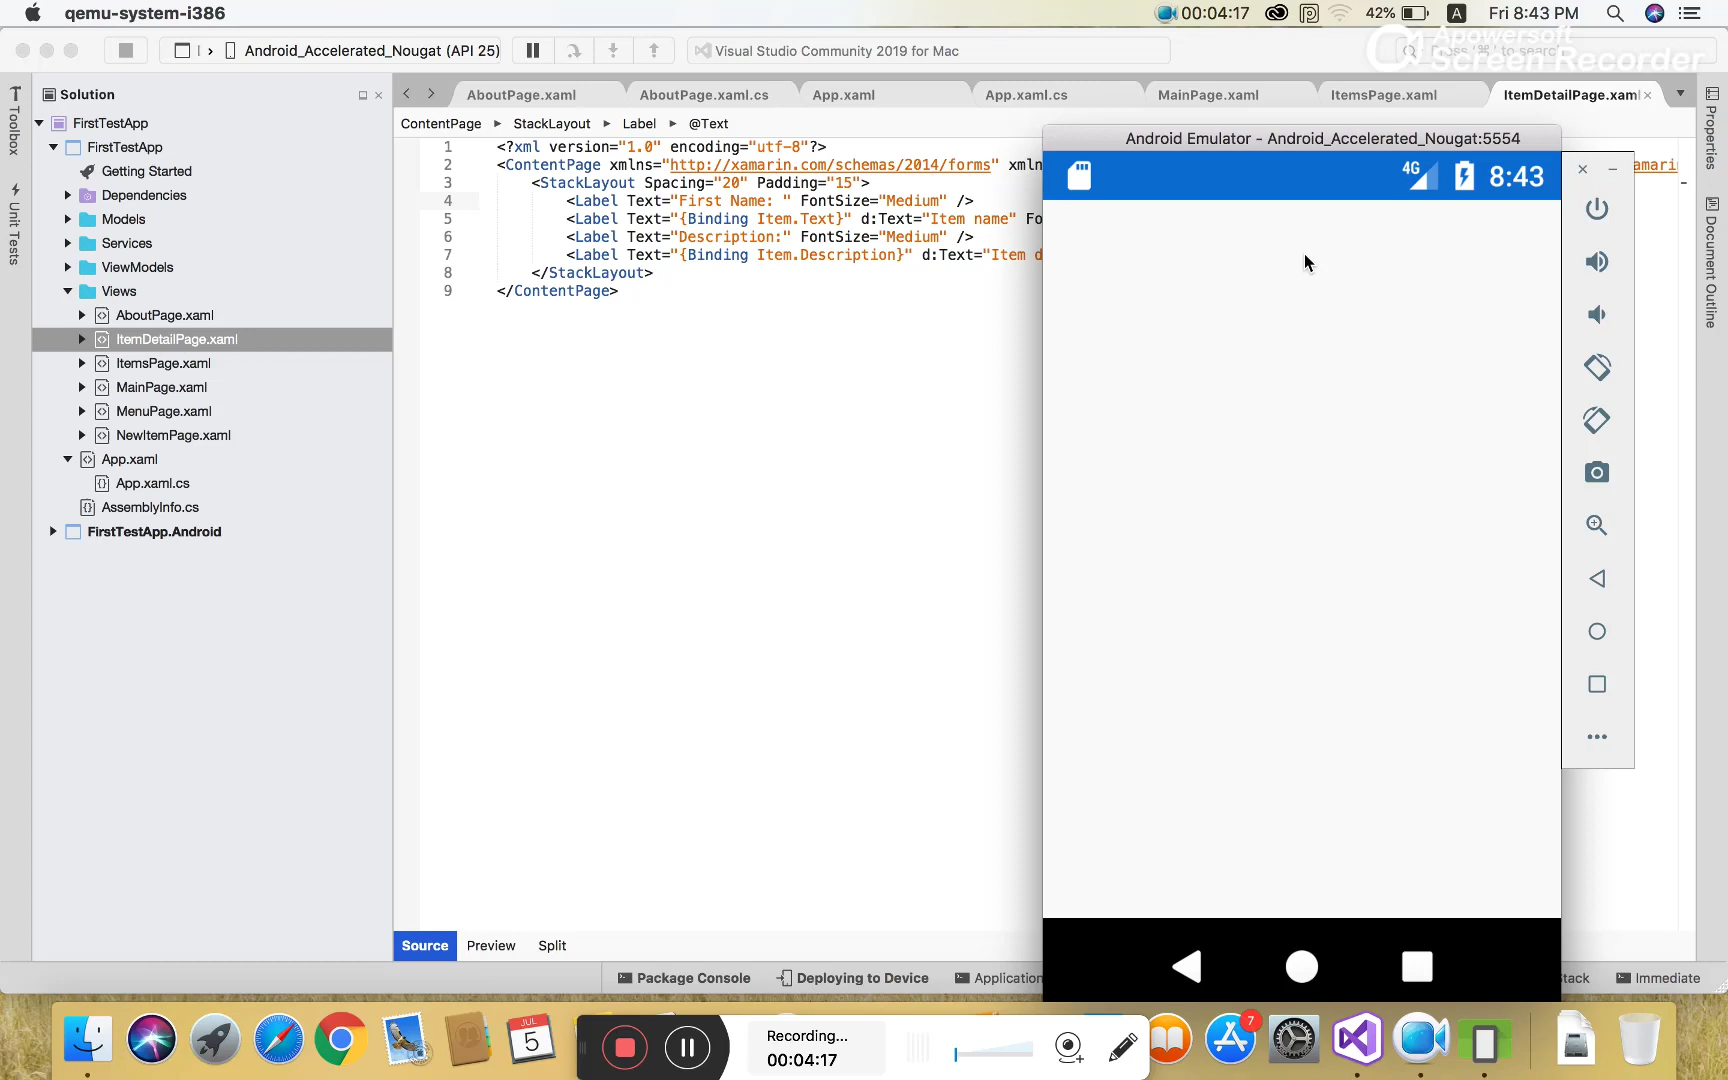 qemu-system-i386
00:04:17
42%
A
Fri 8:43 PM
Android_Accelerated_Nougat (API 25)
Visual Studio Community 2019 for Mac
Apowersoft
Screen Recorder
Toolbox
Unit Tests
Solution
FirstTestApp
FirstTestApp
Getting Started
Dependencies
Models
Services
ViewModels
Views
AboutPage.xaml
ItemDetailPage.xaml
ItemsPage.xaml
MainPage.xaml
MenuPage.xaml
NewItemPage.xaml
App.xaml
App.xaml.cs
AssemblyInfo.cs
FirstTestApp.Android
AboutPage.xaml
AboutPage.xaml.cs
App.xaml
App.xaml.cs
MainPage.xaml
ItemsPage.xaml
ItemDetailPage.xaml
ContentPage
StackLayout
Label
@Text
1 <?xml version="1.0" encoding="utf-8"?>
2 <ContentPage xmlns="http://xamarin.com/schemas/2014/forms" xmln
3 <StackLayout Spacing="20" Padding="15">
4 <Label Text="First Name: " FontSize="Medium" />
5 <Label Text="{Binding Item.Text}" d:Text="Item name" Fo
6 <Label Text="Description:" FontSize="Medium" />
7 <Label Text="{Binding Item.Description}" d:Text="Item d
8 </StackLayout>
9 </ContentPage>
amari
Android Emulator - Android_Accelerated_Nougat:5554
4G
8:43
Properties
Document Outline
Source
Preview
Split
Package Console
Deploying to Device
Application
tack
Immediate
JUL
5
Recording...
00:04:17
7